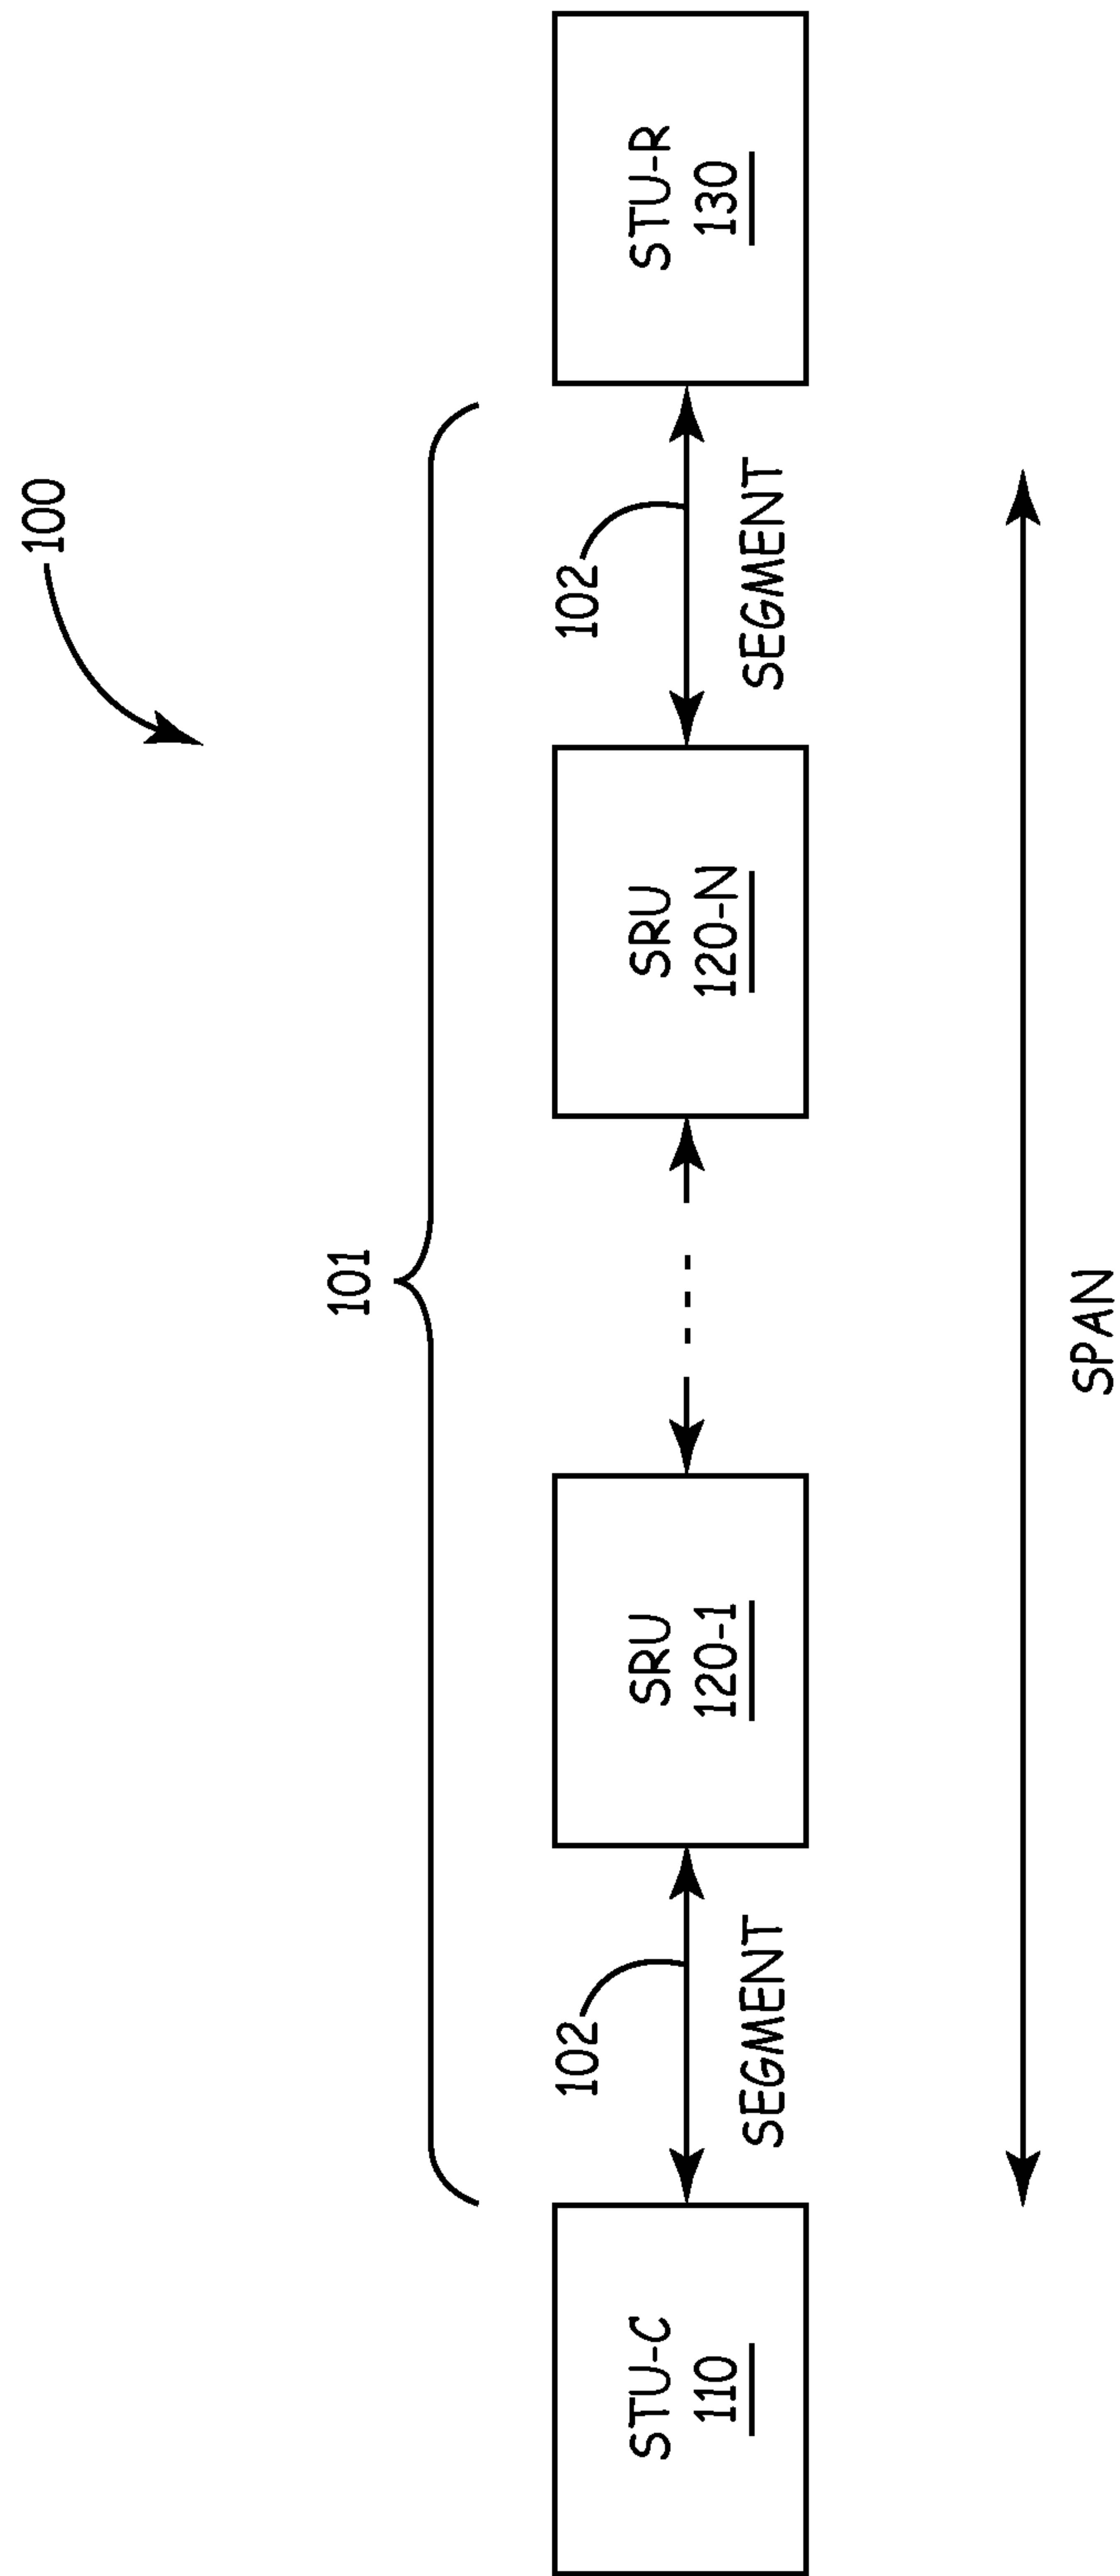 100
101
STU-C
110
102
SEGMENT
SRU
120-1
SRU
120-N
102
SEGMENT
STU-R
130
SPAN